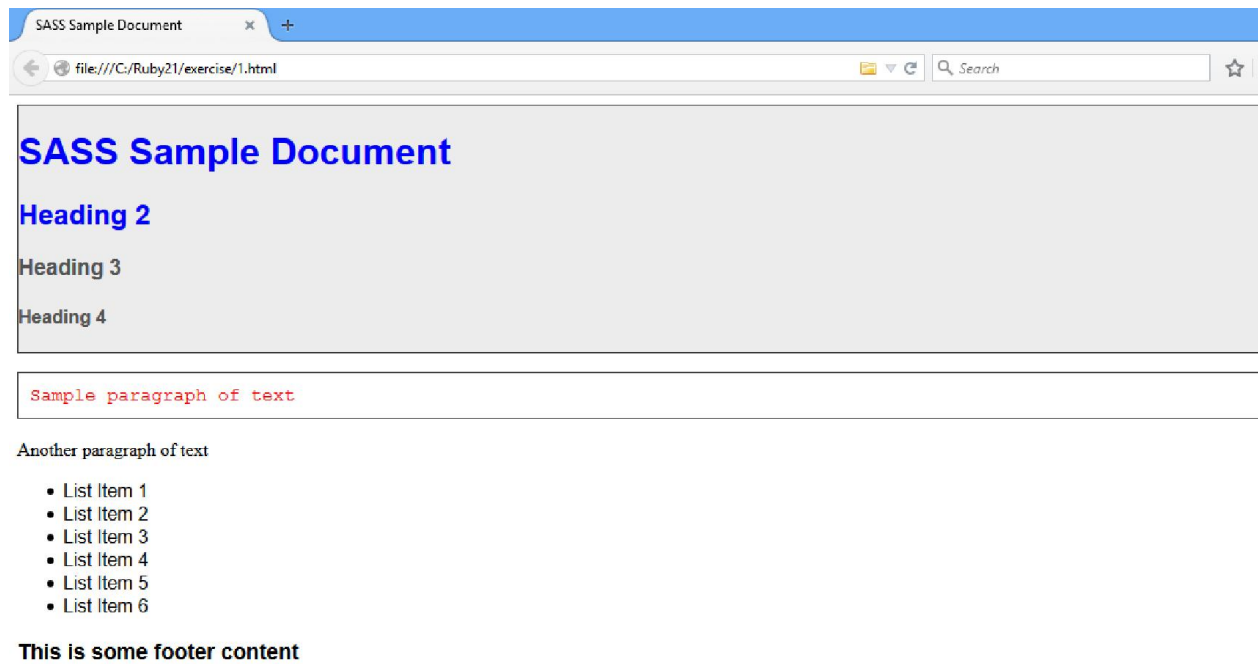 SASS Sample Document
file:///C:/Ruby21/exercise/1.html
Search
SASS Sample Document
Heading 2
Heading 3
Heading 4
Sample paragraph of text
Another paragraph of text
List Item 1
List Item 2
List Item 3
List Item 4
List Item 5
List Item 6
This is some footer content